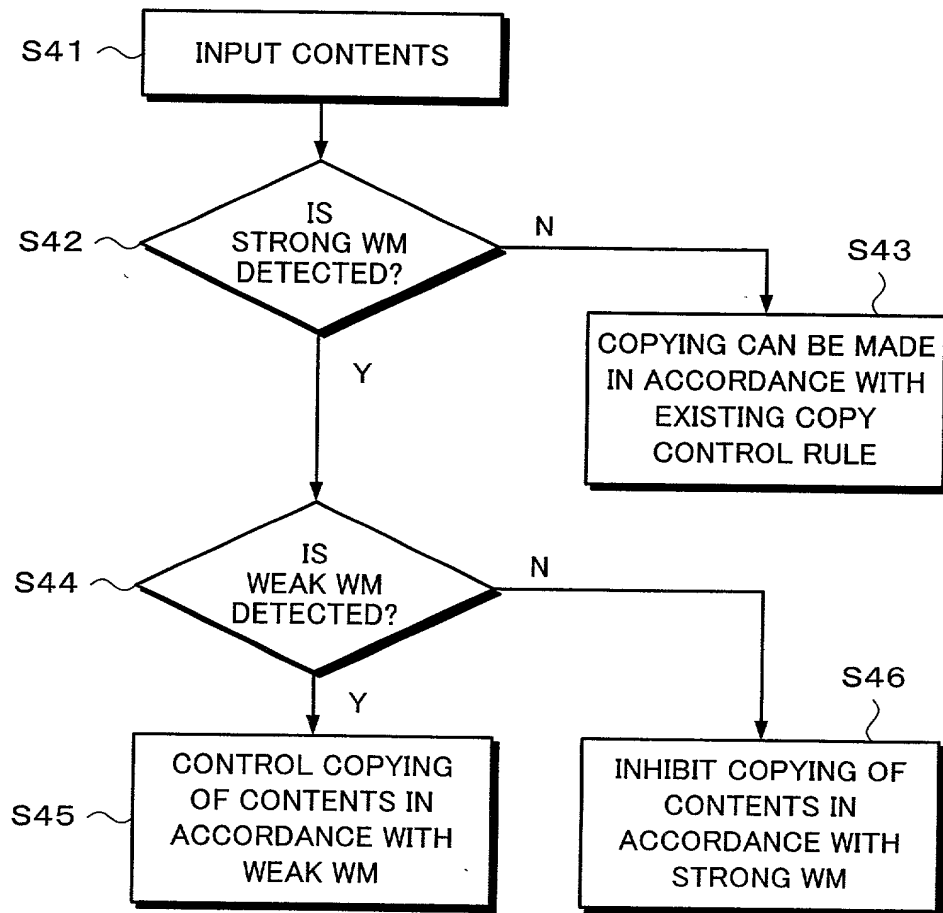 S41
INPUT CONTENTS
S42
IS
STRONG WM
DETECTED?
N
Y
S43
COPYING CAN BE MADE
IN ACCORDANCE WITH
EXISTING COPY
CONTROL RULE
S44
IS
WEAK WM
DETECTED?
N
Y
S45
CONTROL COPYING
OF CONTENTS IN
ACCORDANCE WITH
WEAK WM
S46
INHIBIT COPYING OF
CONTENTS IN
ACCORDANCE WITH
STRONG WM